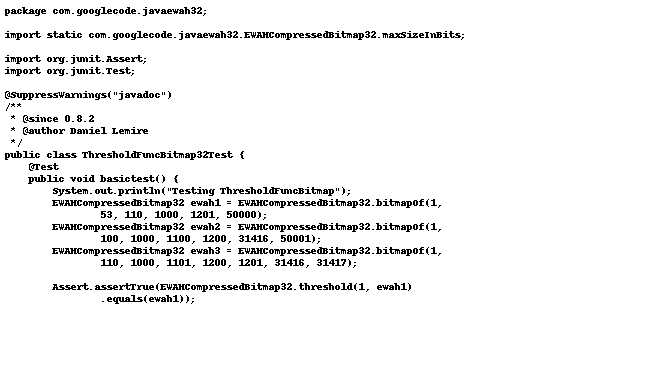 package com.googlecode.javaewah32;

import static com.googlecode.javaewah32.EWAHCompressedBitmap32.maxSizeInBits;

import org.junit.Assert;
import org.junit.Test;

@SuppressWarnings("javadoc")
/**
 * @since 0.8.2
 * @author Daniel Lemire
 */
public class ThresholdFuncBitmap32Test {
    @Test
    public void basictest() {
        System.out.println("Testing ThresholdFuncBitmap");
        EWAHCompressedBitmap32 ewah1 = EWAHCompressedBitmap32.bitmapOf(1,
                53, 110, 1000, 1201, 50000);
        EWAHCompressedBitmap32 ewah2 = EWAHCompressedBitmap32.bitmapOf(1,
                100, 1000, 1100, 1200, 31416, 50001);
        EWAHCompressedBitmap32 ewah3 = EWAHCompressedBitmap32.bitmapOf(1,
                110, 1000, 1101, 1200, 1201, 31416, 31417);

        Assert.assertTrue(EWAHCompressedBitmap32.threshold(1, ewah1)
                .equals(ewah1));